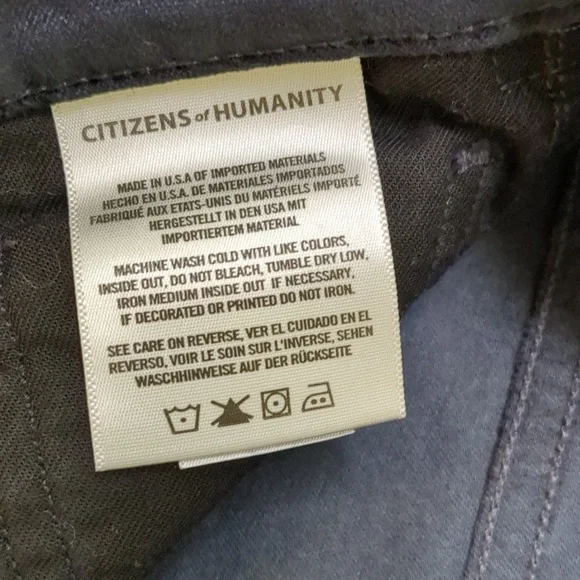 CITIZENS of HUMANITY
MADE IN U.S.A OF IMPORTED MATERIALS
HECHO EN U.S.A. DE MATERIALES IMPORTADOS
FABRIQUÉ AUX ETATS-UNIS DU MATÉRIELS IMPORTÉ
HERGESTELLT IN DEN USA MIT
IMPORTIERTEM MATERIAL
MACHINE WASH COLD WITH LIKE COLORS,
INSIDE OUT, DO NOT BLEACH, TUMBLE DRY LOW,
IRON MEDIUM INSIDE OUT IF NECESSARY,
IF DECORATED OR PRINTED DO NOT IRON.
SEE CARE ON REVERSE, VER EL CUIDADO EN EL
REVERSO, VOIR LE SOIN SUR L'INVERSE, SEHEN
WASCHHINWEISE AUF DER RÜCKSEITE